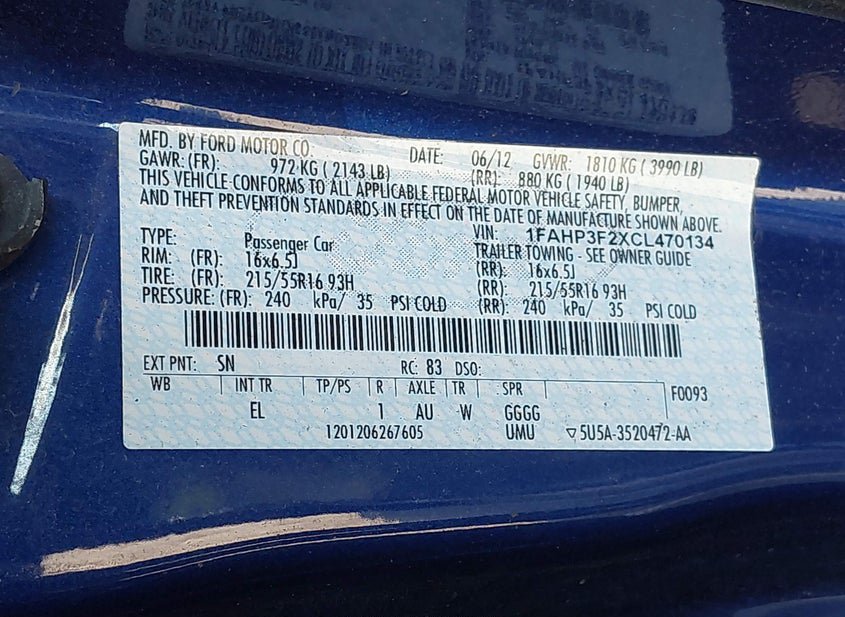 MFD. BY FORD MOTOR CO. DATE: 06/12 GVWR: 1810 KG ( 3990 LB)
GAWR: (FR): 972 KG ( 2143 LB) (RR): 880 KG ( 1940 LB)
THIS VEHICLE CONFORMS TO ALL APPLICABLE FEDERAL MOTOR VEHICLE SAFETY, BUMPER,
AND THEFT PREVENTION STANDARDS IN EFFECT ON THE DATE OF MANUFACTURE SHOWN ABOVE.
VIN: 1FAHP3F2XCL470134
TYPE: Passenger Car TRAILER TOWING - SEE OWNER GUIDE
RIM: (FR): 16x6.5J (RR): 16x6.5J
TIRE: (FR): 215/55R16 93H (RR): 215/55R16 93H
PRESSURE: (FR): 240 kPa/ 35 PSI COLD (RR): 240 kPa/ 35 PSI COLD
EXT PNT: SN RC: 83 DSO:
WB INT TR TP/PS R AXLE TR SPR F0093
EL 1 AU W GGGG
1201206267605 UMU ▽5U5A-3520472-AA